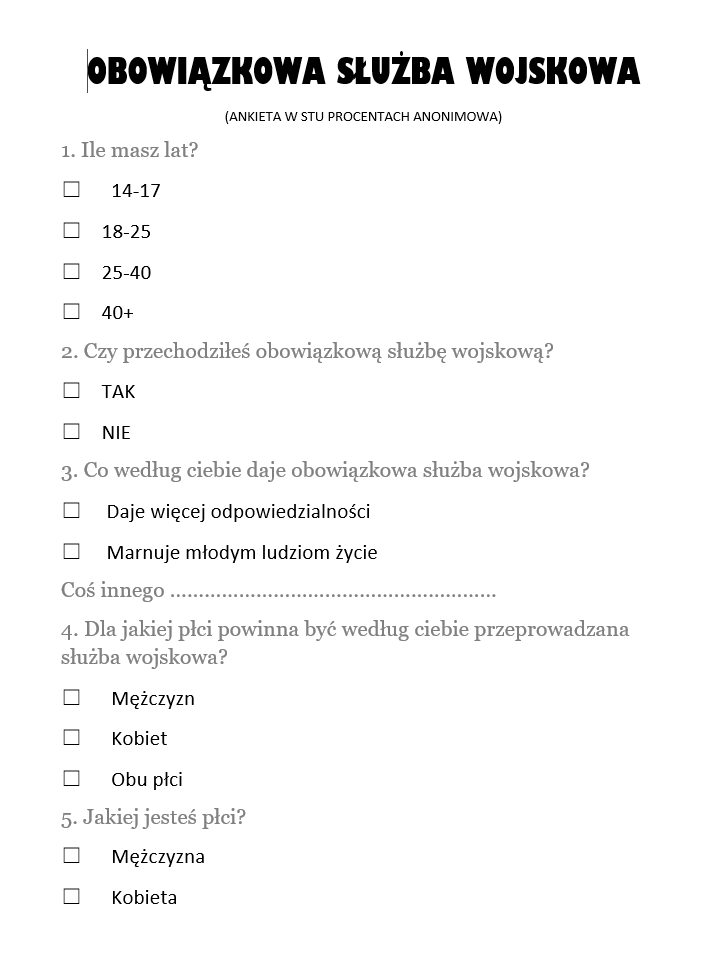 OBOWIĄZKOWA SŁUŻBA WOJSKOWA
(ANKIETA W STU PROCENTACH ANONIMOWA)
1. Ile masz lat?
☐ 14-17
☐ 18-25
☐ 25-40
☐ 40+
2. Czy przechodziłeś obowiązkową służbę wojskową?
☐ TAK
☐ NIE
3. Co według ciebie daje obowiązkowa służba wojskowa?
☐ Daje więcej odpowiedzialności
☐ Marnuje młodym ludziom życie
Coś innego ………………………………………………
4. Dla jakiej płci powinna być według ciebie przeprowadzana
służba wojskowa?
☐ Mężczyzn
☐ Kobiet
☐ Obu płci
5. Jakiej jesteś płci?
☐ Mężczyzna
☐ Kobieta